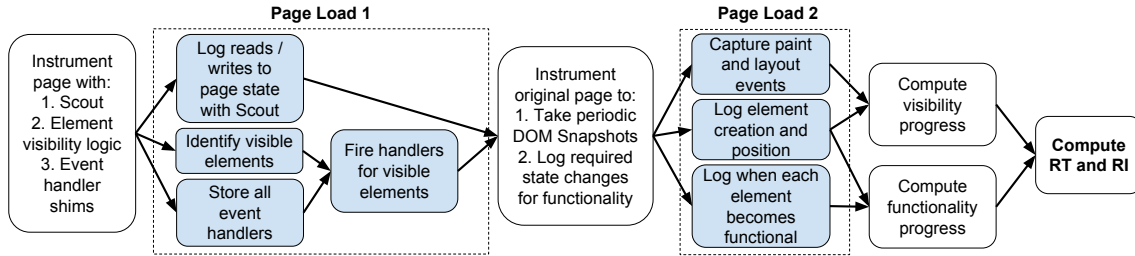 Page Load 1
Page Load 2
Instrument
page with:
1. Scout
2. Element
visibility logic
3. Event
handler
shims
Log reads /
writes to
page state
with Scout
Identify visible
elements
Store all
event
handlers
Fire handlers
for visible
elements
Instrument
original page to:
1. Take periodic
DOM Snapshots
2. Log required
state changes
for functionality
Capture paint
and layout
events
Log element
creation and
position
Log when each
element
becomes
functional
Compute
visibility
progress
Compute
functionality
progress
Compute
RT and RI